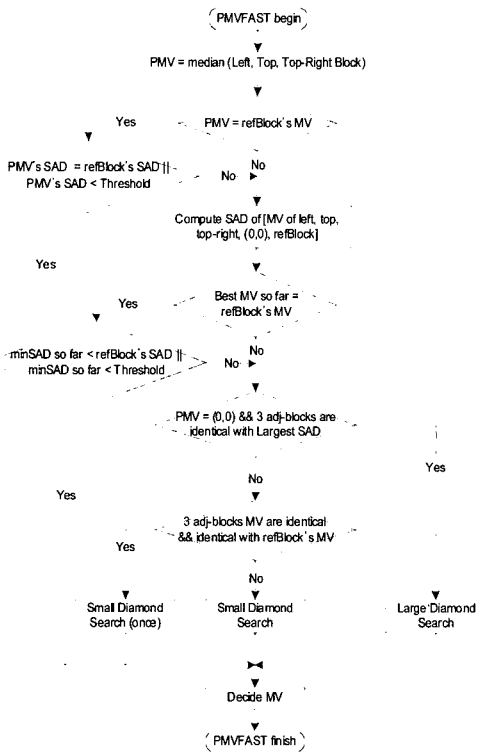 PMVFAST begin
PMV = median (Left, Top, Top-Right Block)
Yes
PMV = refBlock's MV
No
PMV's SAD = refBlock's SAD ||
PMV's SAD < Threshold
No
Compute SAD of [MV of left, top,
top-right, (0,0), refBlock]
Yes
Best MV so far =
refBlock's MV
Yes
No
minSAD so far < refBlock's SAD ||
minSAD so far < Threshold
No
PMV = (0,0) && 3 adj-blocks are
identical with Largest SAD
Yes
No
Yes
3 adj-blocks MV are identical
&& identical with refBlock's MV
Yes
No
Small Diamond
Search (once)
Small Diamond
Search
Large Diamond
Search
Decide MV
PMVFAST finish